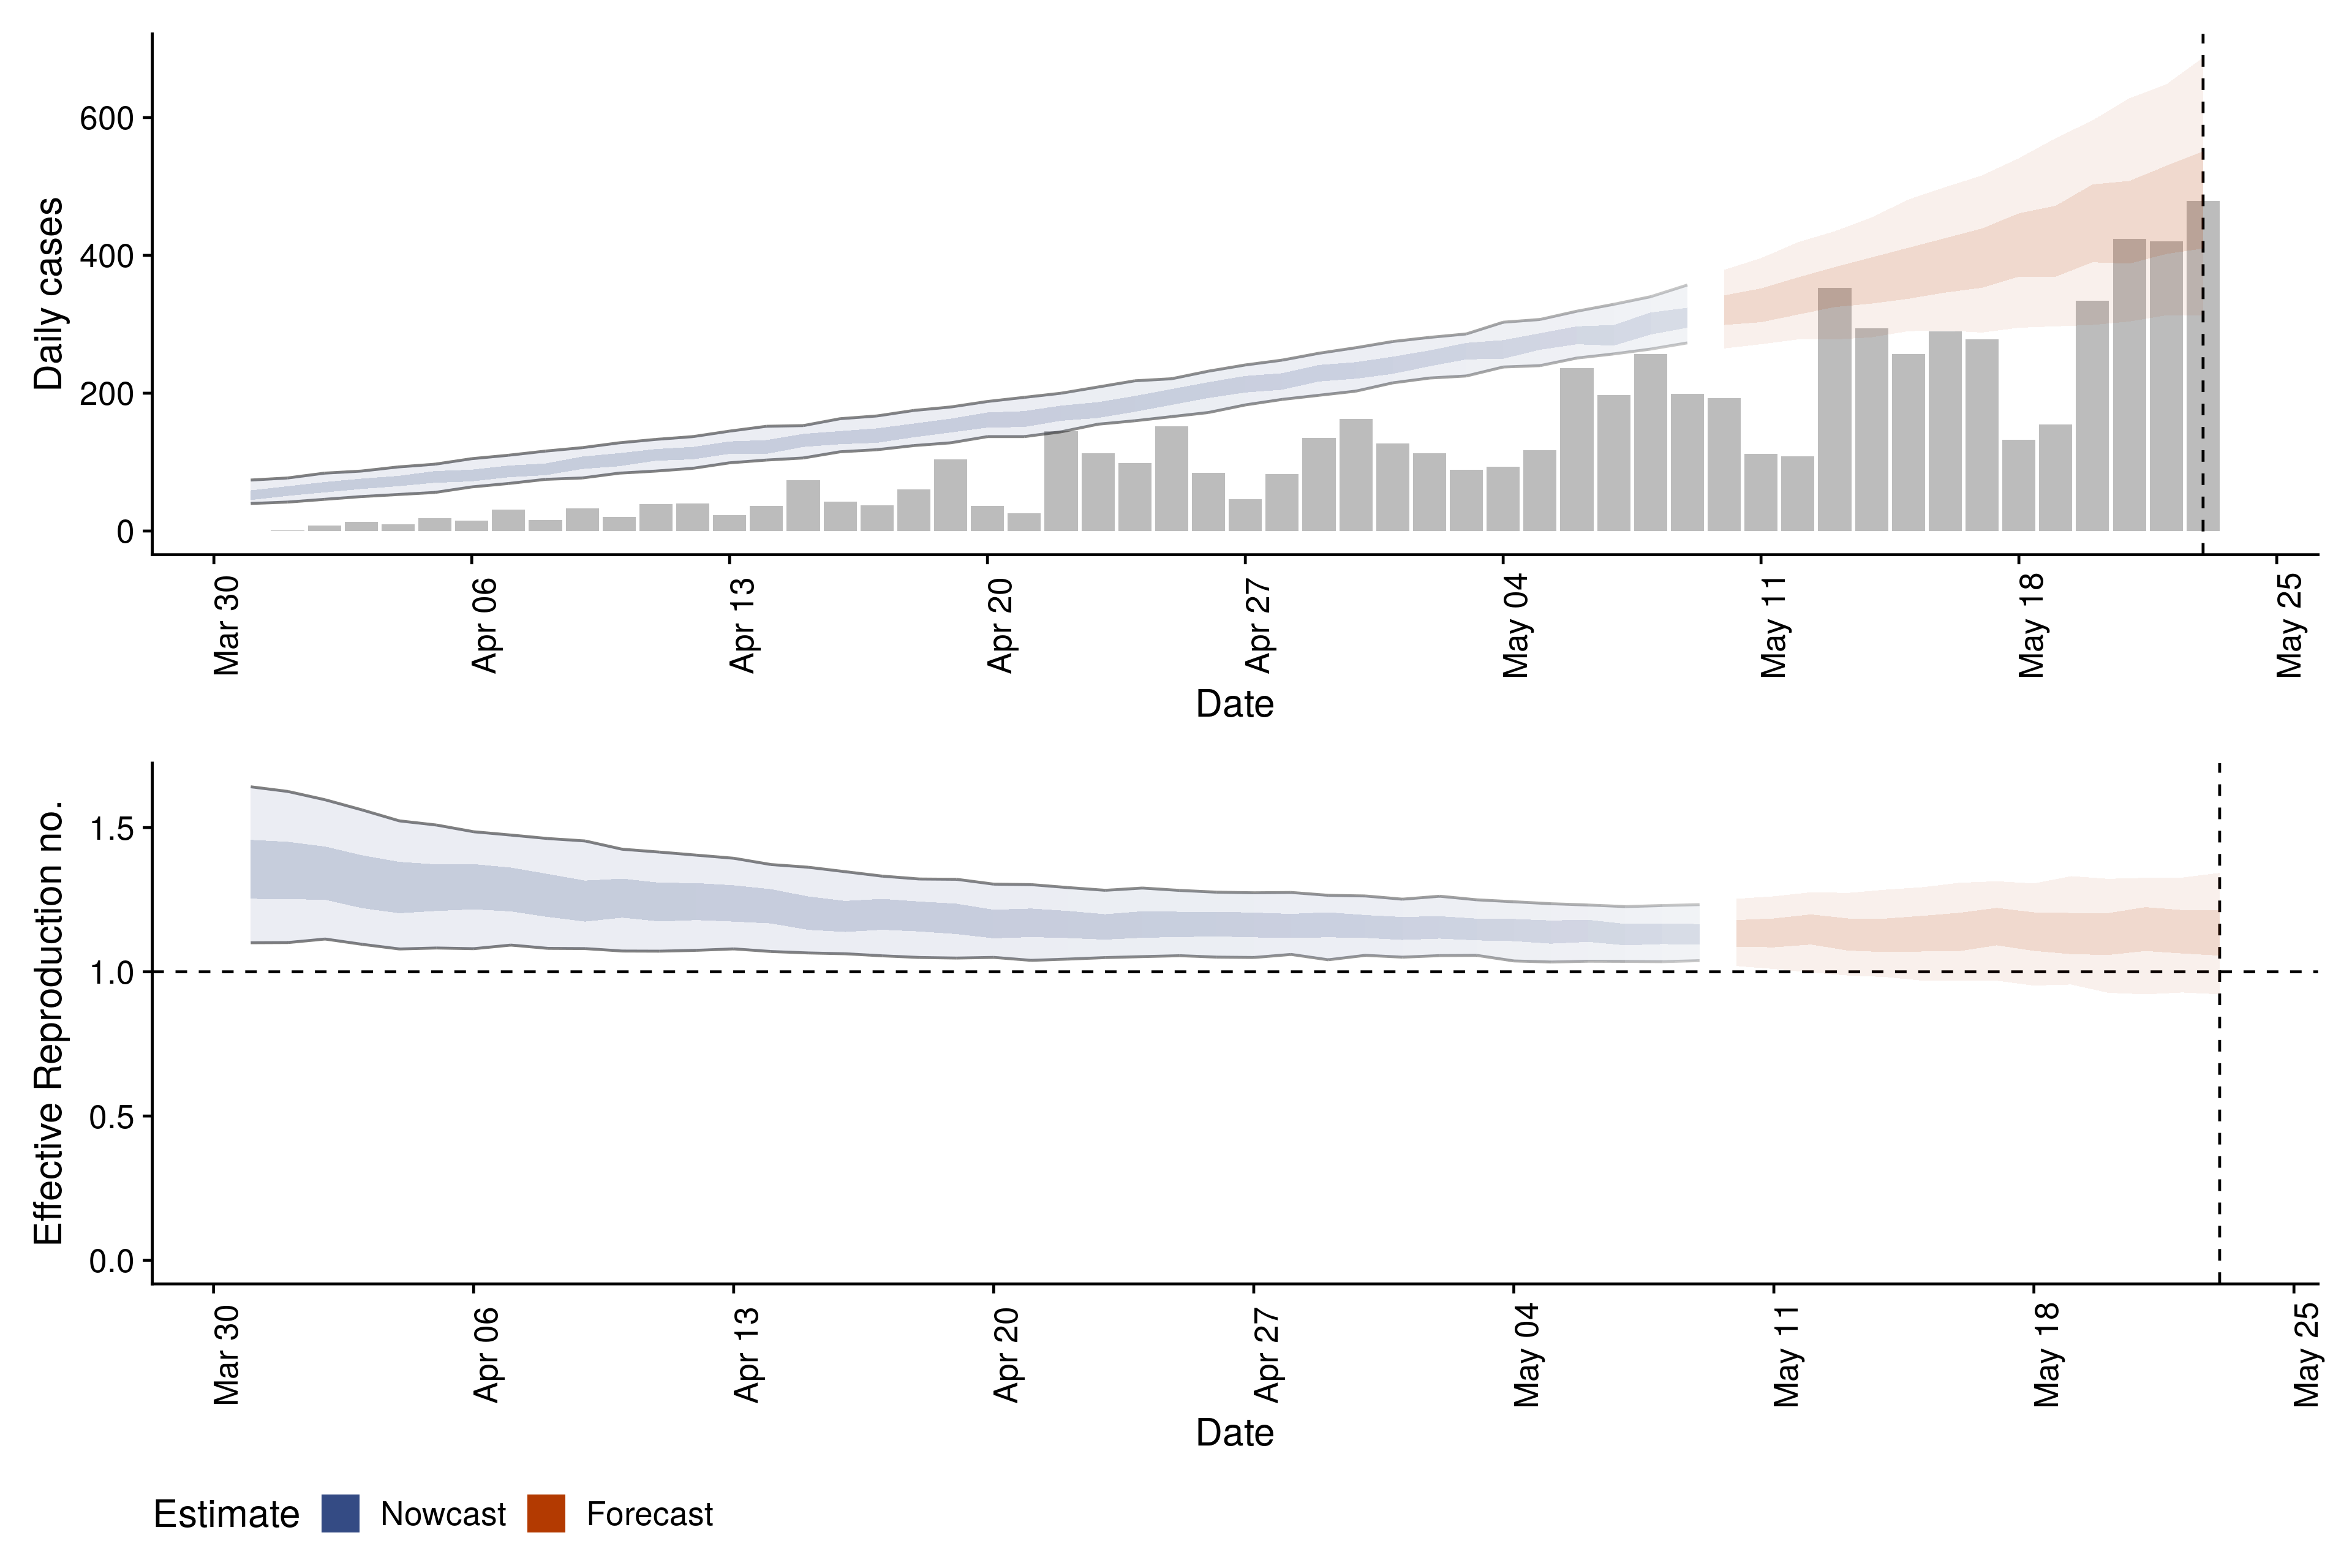 Daily cases
600
400
200
0
Mar 30
Apr 06
Apr 13
Apr 20
Apr 27
May 04
May 11
May 18
May 25
Date
Effective Reproduction no.
1.5
1.0
0.5
0.0
Mar 30
Apr 06
Apr 13
Apr 20
Apr 27
May 04
May 11
May 18
May 25
Date
Estimate Nowcast Forecast